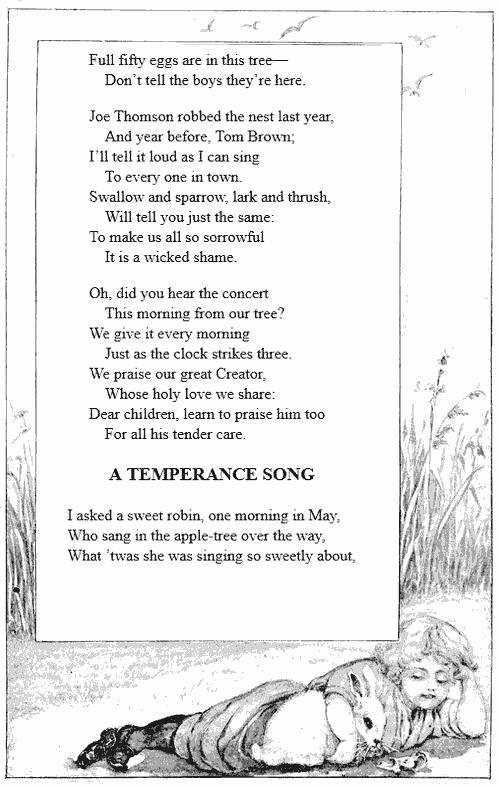 Full fifty eggs are in this tree—
Don't tell the boys they're here.
Joe Thomson robbed the nest last year,
And year before, Tom Brown;
I'll tell it loud as I can sing
To every one in town.
Swallow and sparrow, lark and thrush,
Will tell you just the same:
To make us all so sorrowful
It is a wicked shame.
Oh, did you hear the concert
This morning from our tree?
We give it every morning
Just as the clock strikes three.
We praise our great Creator,
Whose holy love we share:
Dear children, learn to praise him too
For all his tender care.
A TEMPERANCE SONG
I asked a sweet robin, one morning in May,
Who sang in the apple-tree over the way,
What 'twas she was singing so sweetly about,